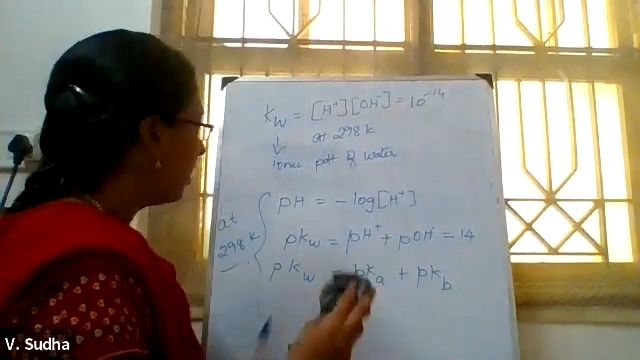 Kw = [H⁺][OH⁻] = 10⁻¹⁴
at 298 k
↓
ionic pdt of water
pH = - log[H⁺]
at 298 k
pkw = pH⁺ + pOH⁻ = 14
pkw = pka + pkb
V. Sudha